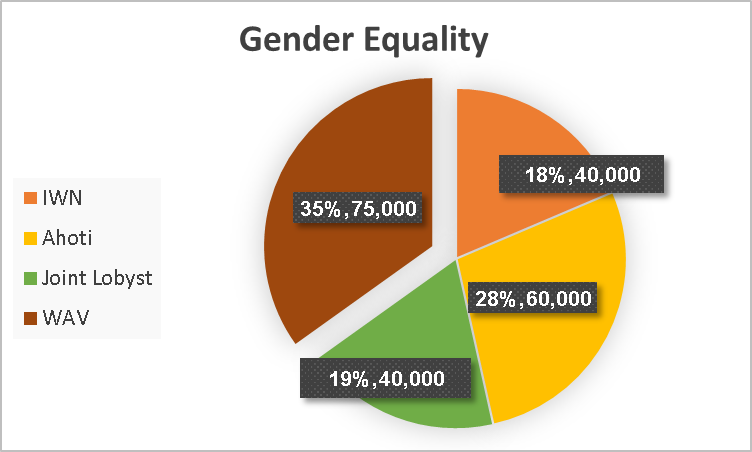 Gender Equality
IWN
Ahoti
Joint Lobyst
WAV
18%,40,000
35%,75,000
28%,60,000
19%,40,000